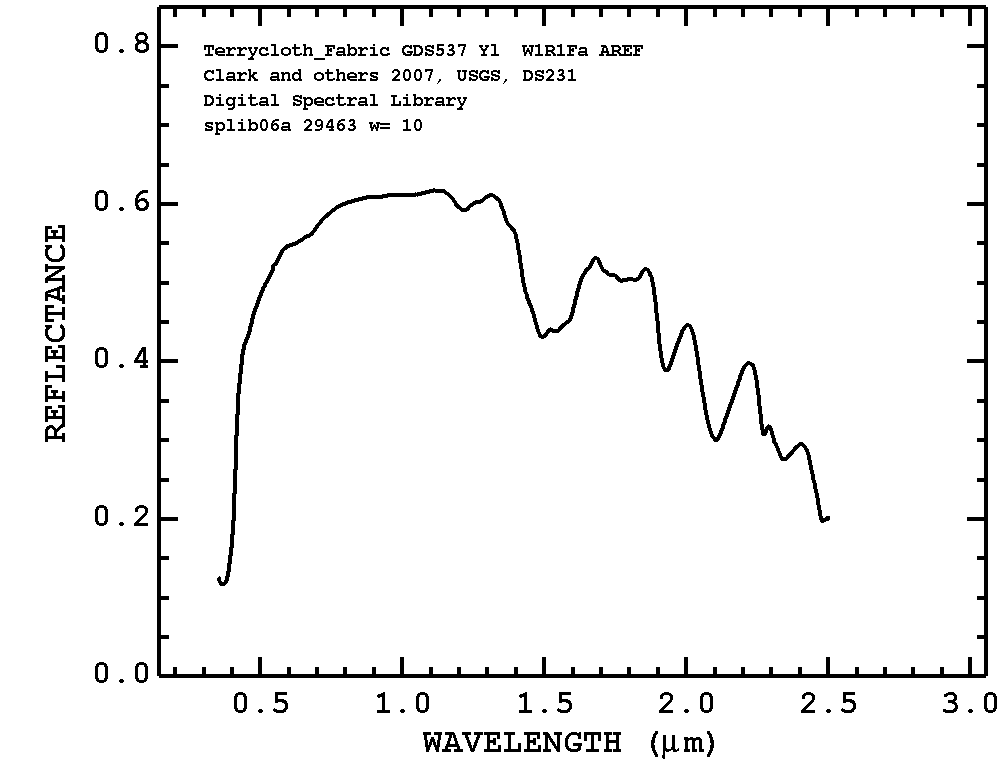 Terrycloth_Fabric GDS537 Yl W1R1Fa AREF
Clark and others 2007, USGS, DS231
Digital Spectral Library
splib06a 29463 w= 10
REFLECTANCE
0.8
0.6
0.4
0.2
0.0
0.5 1.0 1.5 2.0 2.5 3.0
WAVELENGTH (μm)